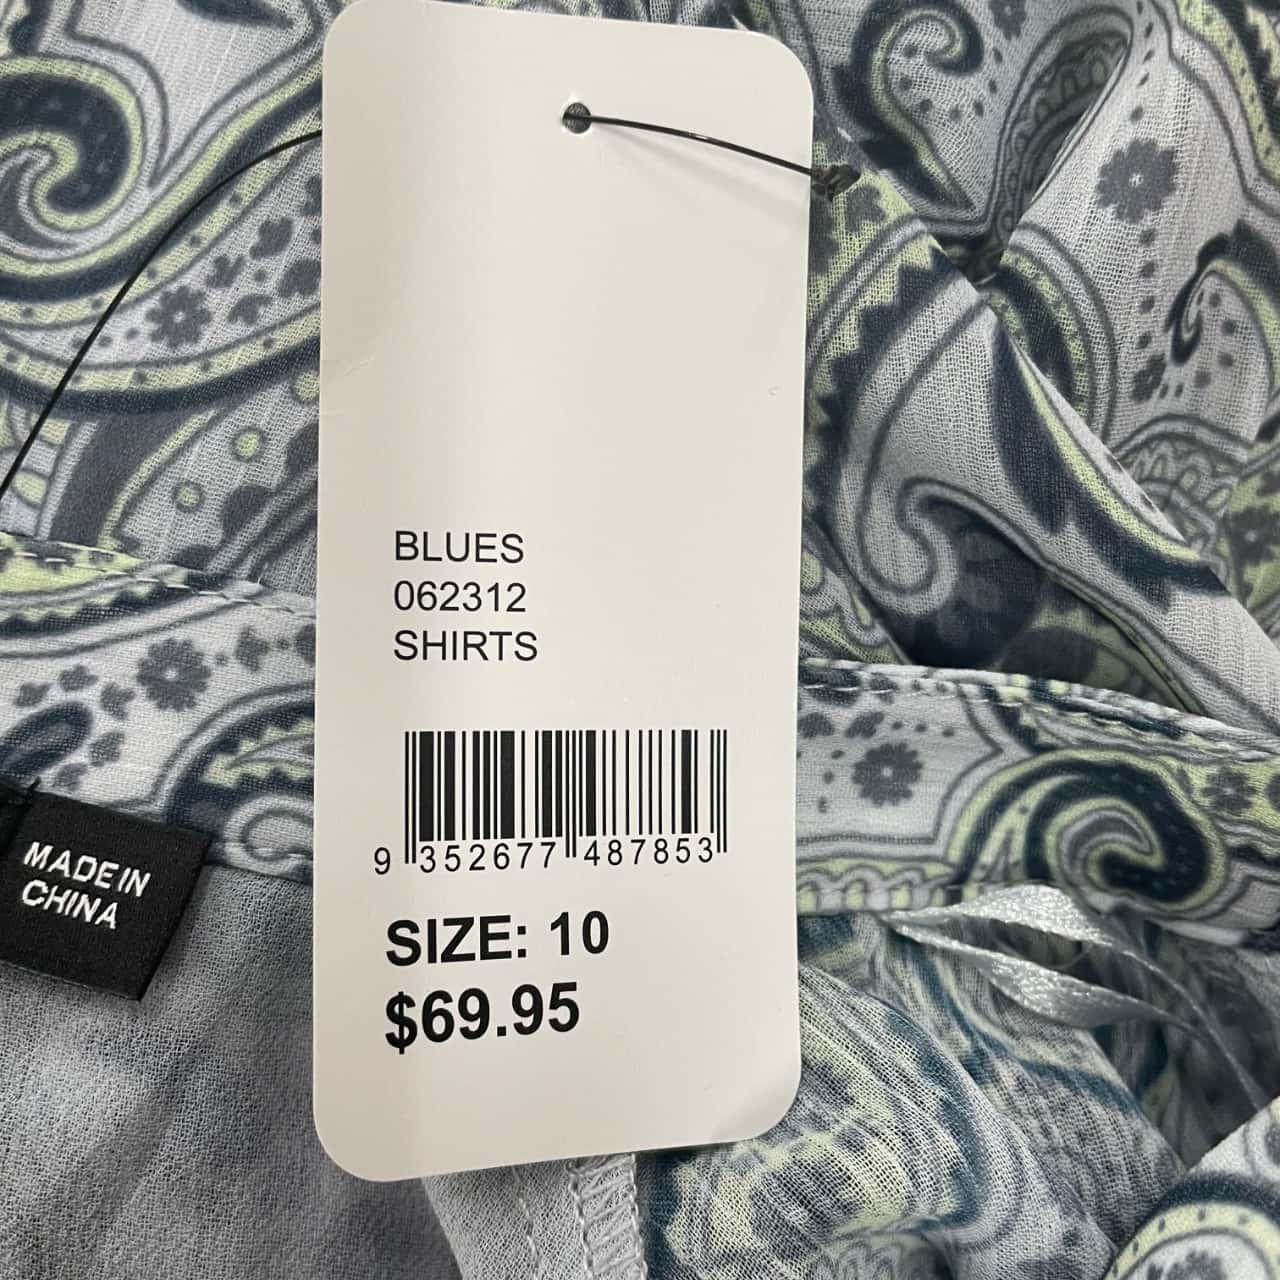 BLUES
062312
SHIRTS
9 352677 487853
SIZE: 10
$69.95
MADE IN
CHINA